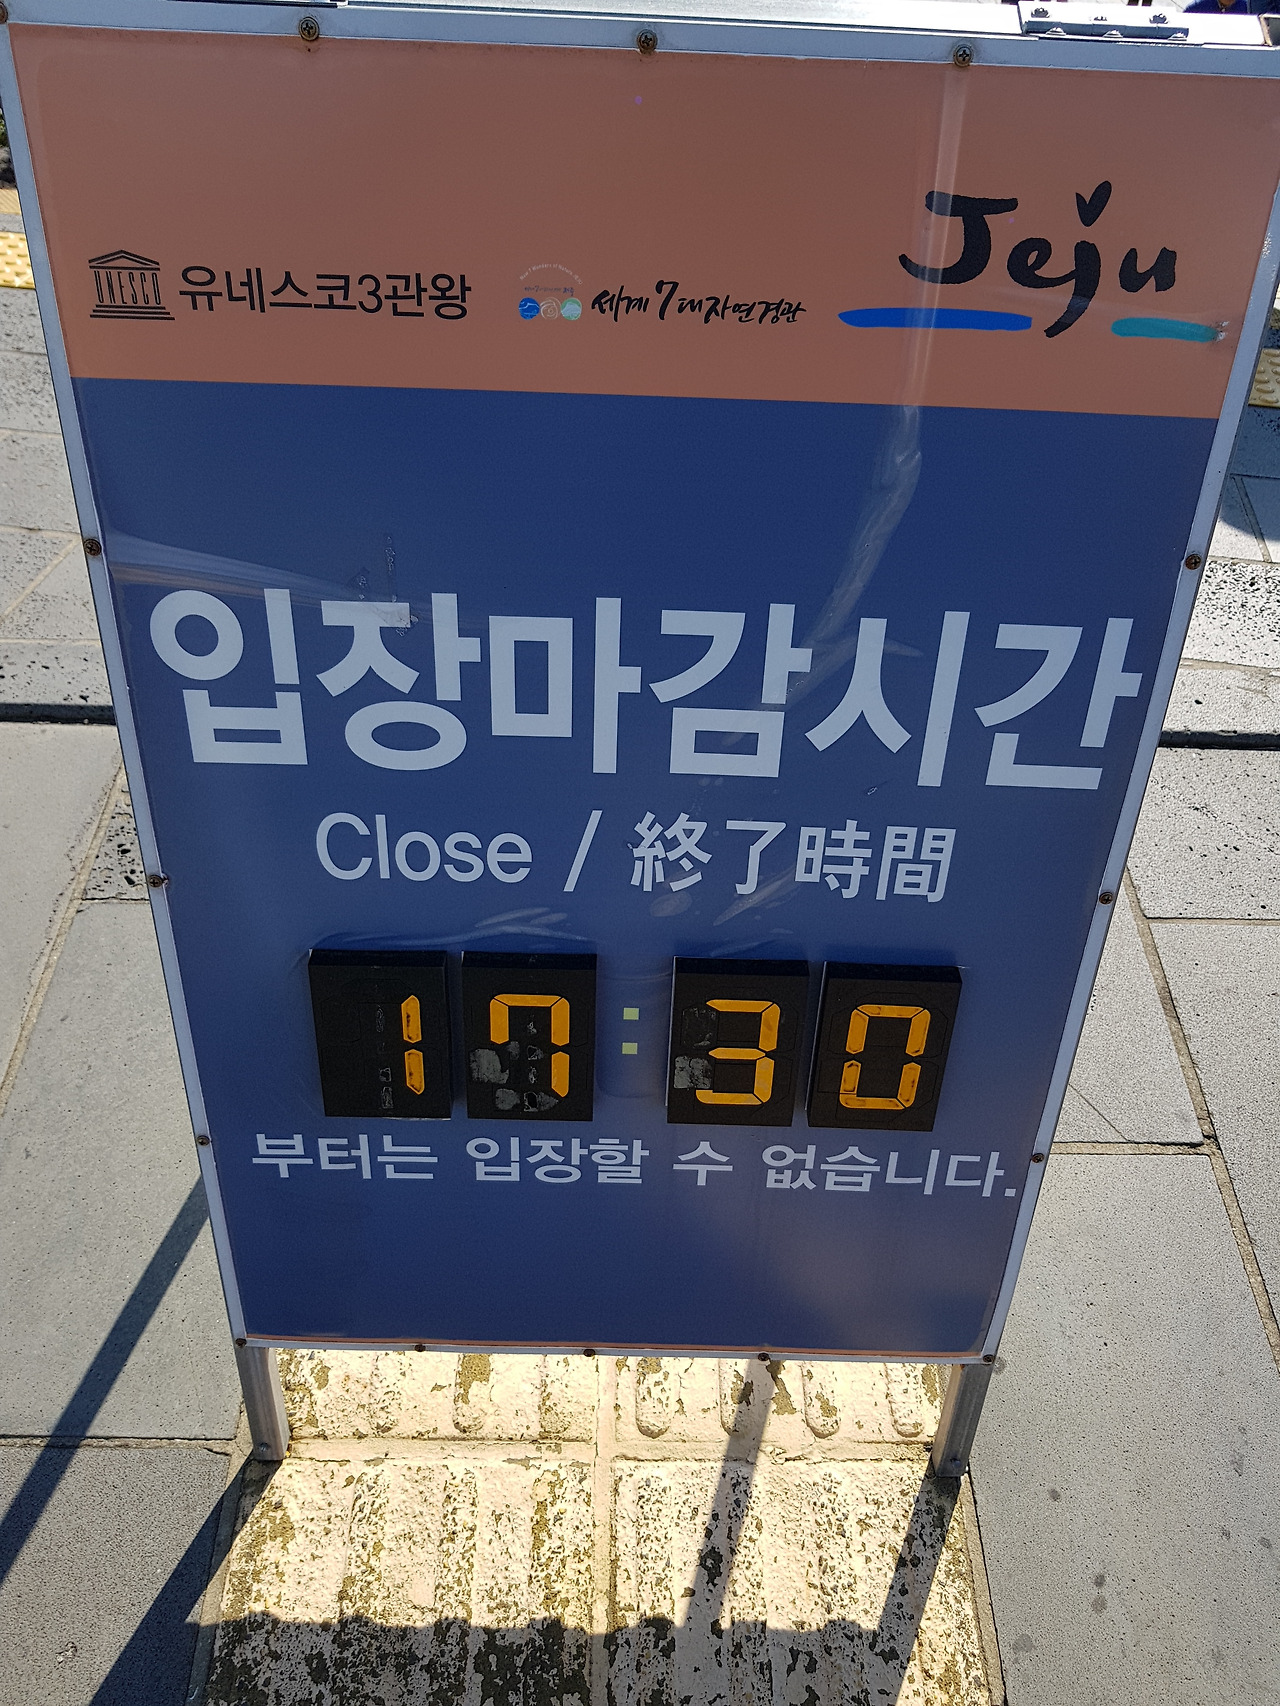 UNESCO 유네스코3관왕 세계7대자연경관 Jeju
입장마감시간
Close / 終了時間
17:30
부터는 입장할 수 없습니다.